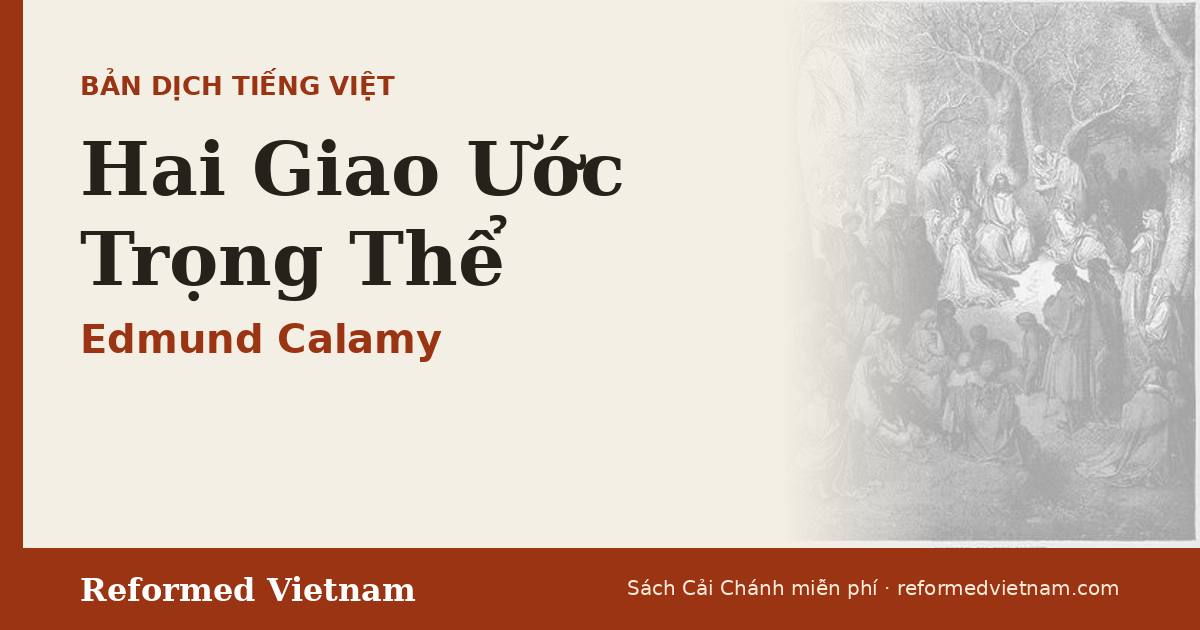 BẢN DỊCH TIẾNG VIỆT
Hai Giao Ước
Trọng Thể
Edmund Calamy
Reformed Vietnam
Sách Cải Chánh miễn phí · reformedvietnam.com